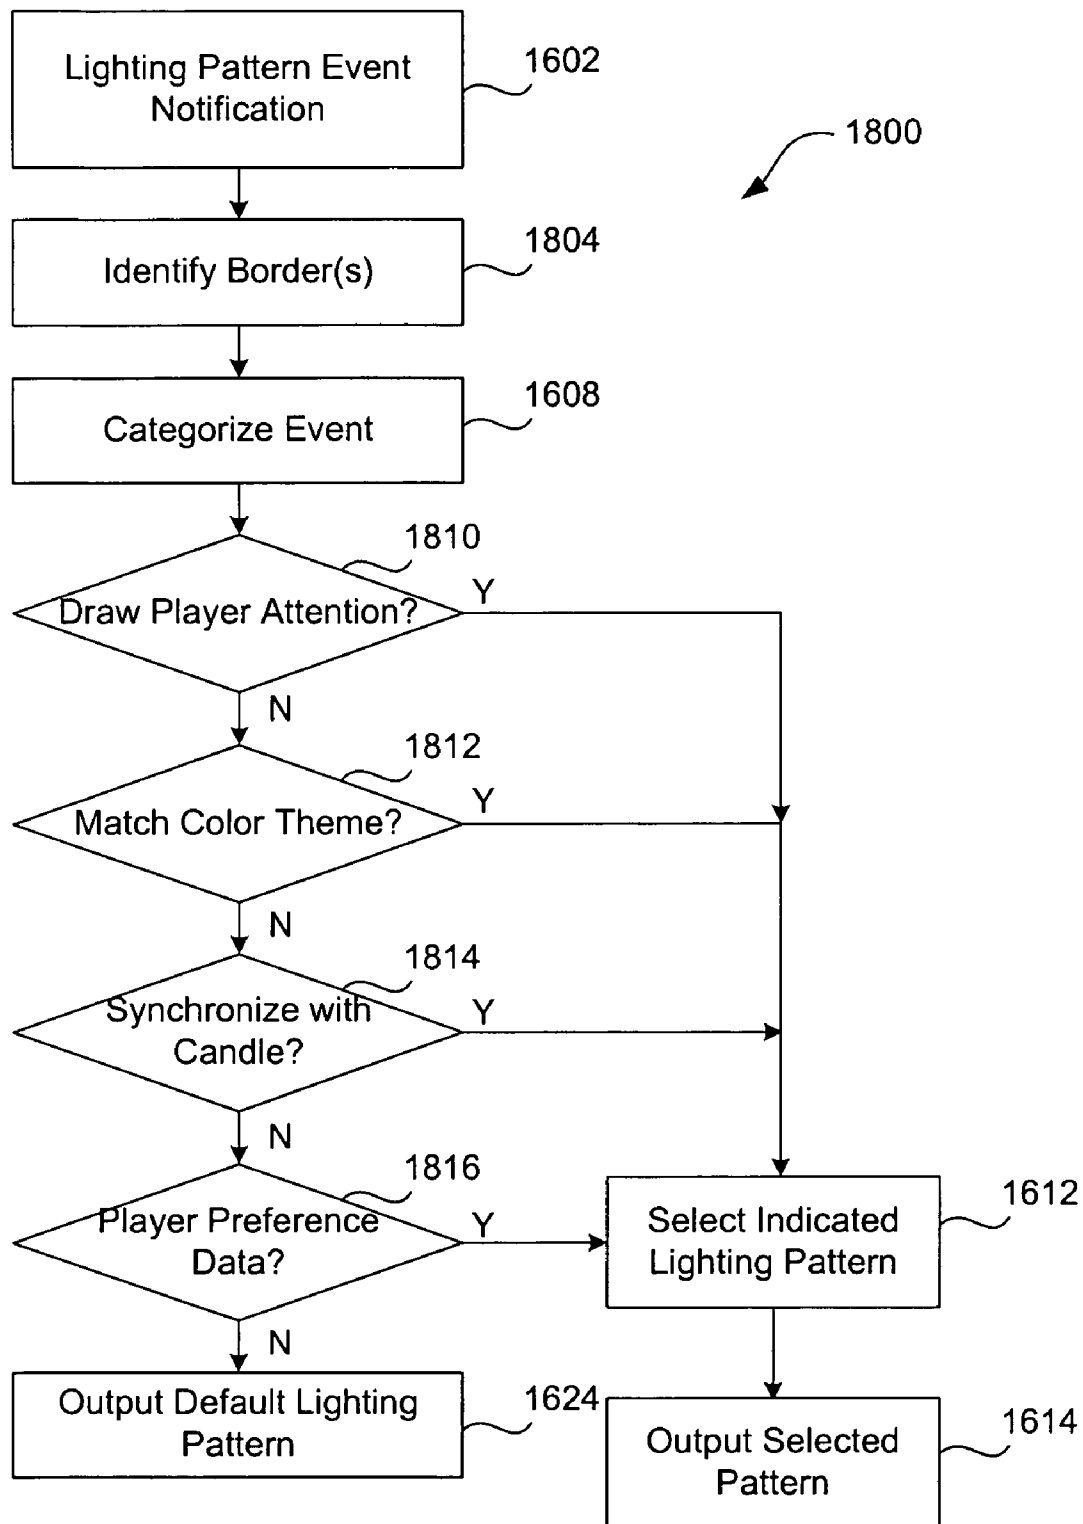 Lighting Pattern Event
Notification
1602
1800
Identify Border(s)
1804
Categorize Event
1608
Draw Player Attention?
1810
Y
N
Match Color Theme?
1812
Y
N
Synchronize with
Candle?
1814
Y
N
Player Preference
Data?
1816
Y
N
Select Indicated
Lighting Pattern
1612
Output Default Lighting
Pattern
1624
Output Selected
Pattern
1614